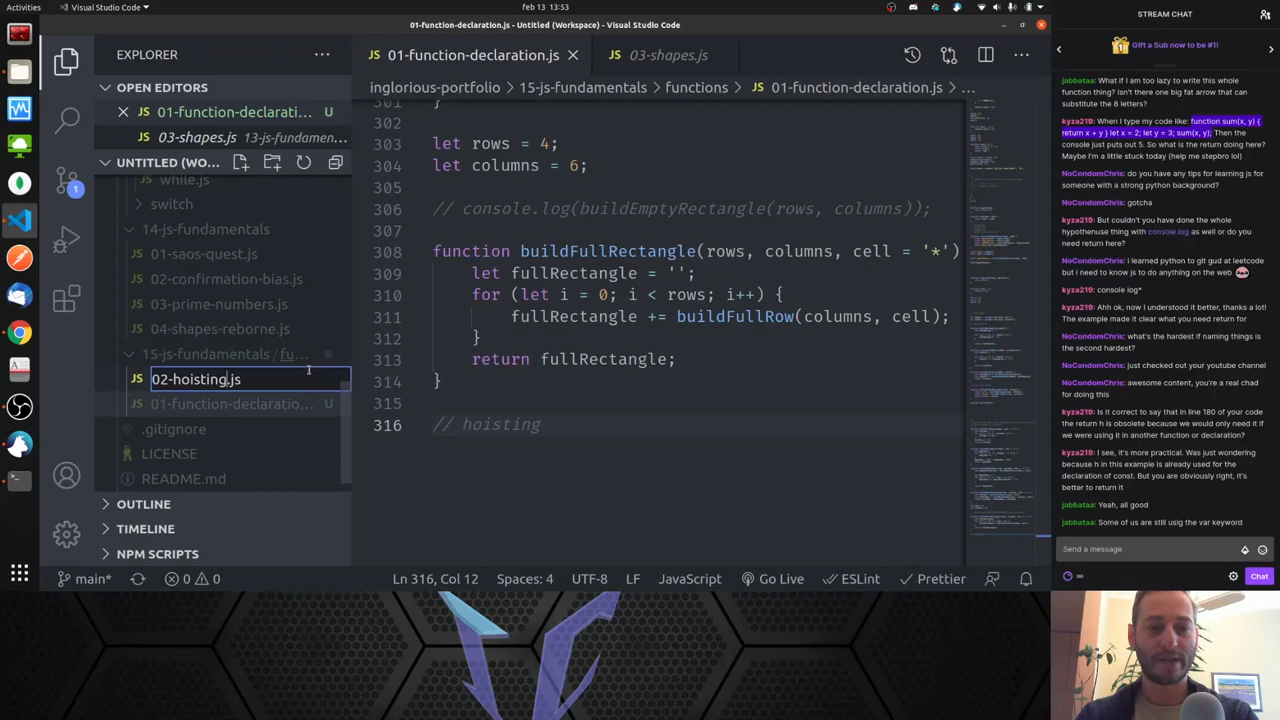 Activities
Visual Studio Code
feb 13 13:53
01-function-declaration.js - Untitled (Workspace) - Visual Studio Code
EXPLORER
OPEN EDITORS
JS 01-function-declarati... U
JS 03-shapes.js 13-fundamen...
UNTITLED (WO...
while.js
switch
14-js-fundamentals
01-fix-request.js
03-prime-numbers.js
04-shapes-reborn.js
02-hoisting.js
01-function-declaratio... U
.gitignore
LICENSE
README.md
OUTLINE
TIMELINE
NPM SCRIPTS
1
JS 01-function-declaration.js
JS 03-shapes.js
mginuous-portfolio > 15-js-fundamentals > functions > JS 01-function-declaration.js > ...
301 }
302
303 let rows = 4;
304 let columns = 6;
305
306 // console.log(buildEmptyRectangle(rows, columns));
function buildFullRectangle(rows, columns, cell = '*')
let fullRectangle = '';
310 for (let i = 0; i < rows; i++) {
fullRectangle += buildFullRow(columns, cell);
return fullRectangle;
314 }
315
316 // hoisting
main*
0 0
Ln 316, Col 12
Spaces: 4
UTF-8
LF
JavaScript
Go Live
ESLint
Prettier
STREAM CHAT
Gift a Sub now to be #1!
jabbataa: What if I am too lazy to write this whole
function thing? Isn't there one big fat arrow that can
substitute the 8 letters?
kyza219: When I type my code like: function sum(x, y) {
return x + y } let x = 2; let y = 3; sum(x, y); Then the
console just puts out 5. So what is the return doing here?
Maybe I'm a little stuck today (help me stepbro lol)
NoCondomChris: do you have any tips for learning js for
someone with a strong python background?
NoCondomChris: gotcha
kyza219: But couldn't you have done the whole
hypothenuse thing with console.log as well or do you
need return here?
NoCondomChris: i learned python to git gud at leetcode
but i need to know js to do anything on the web
kyza219: console log*
kyza219: Ahh ok, now I understood it better, thanks a lot!
The example made it clear what you need return for
NoCondomChris: what's the hardest if naming things is
the second hardest?
NoCondomChris: just checked out your youtube channel
NoCondomChris: awesome content, you're a real chad
for doing this
kyza219: Is it correct to say that in line 180 of your code
the return h is obsolete because we would only need it if
we were using it in another function or declaration?
kyza219: I see, it's more practical. Was just wondering
because h in this example is already used for the
declaration of const. But you are obviously right, it's
better to return it
jabbataa: Yeah, all good
jabbataa: Some of us are still usig the var keyword
Send a message
Chat